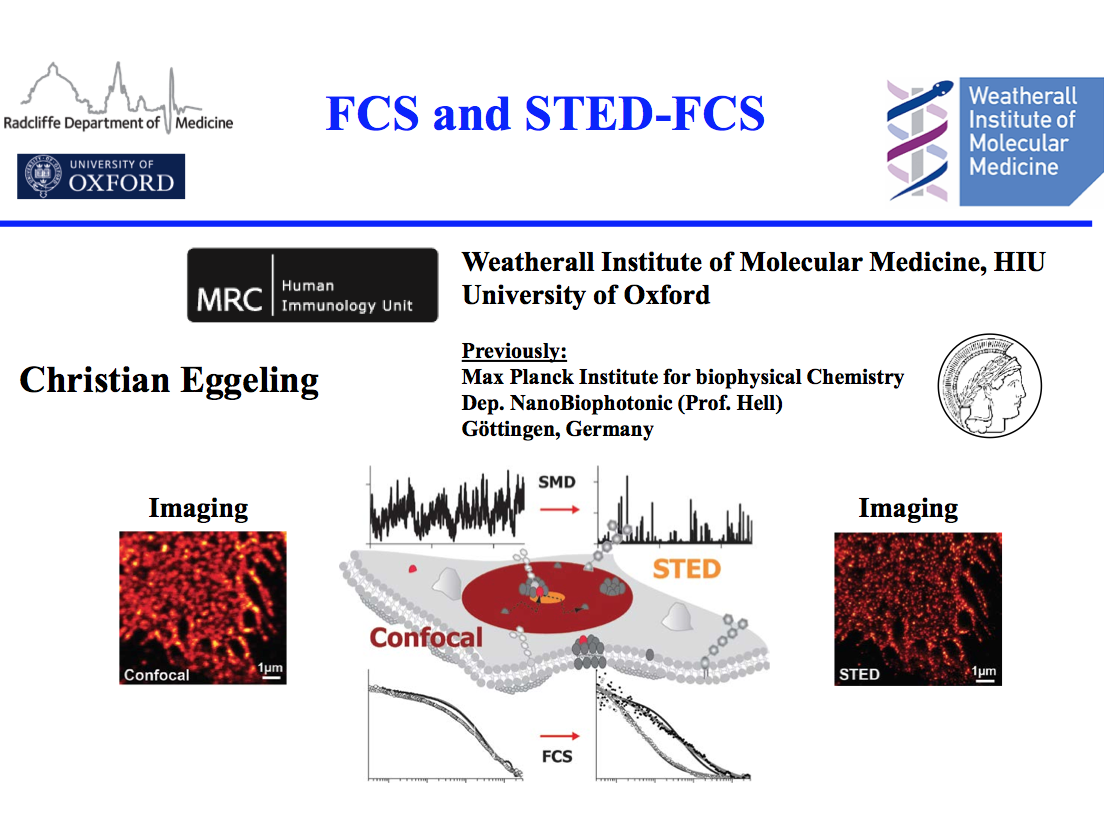 Radcliffe Department of Medicine
UNIVERSITY OF
OXFORD
FCS and STED-FCS
Weatherall
Institute of
Molecular
Medicine
MRC
Human
Immunology Unit
Weatherall Institute of Molecular Medicine, HIU
University of Oxford
Christian Eggeling
Previously:
Max Planck Institute for biophysical Chemistry
Dep. NanoBiophotonic (Prof. Hell)
Göttingen, Germany
Imaging
Confocal
1µm
SMD
STED
Confocal
FCS
Imaging
STED
1µm